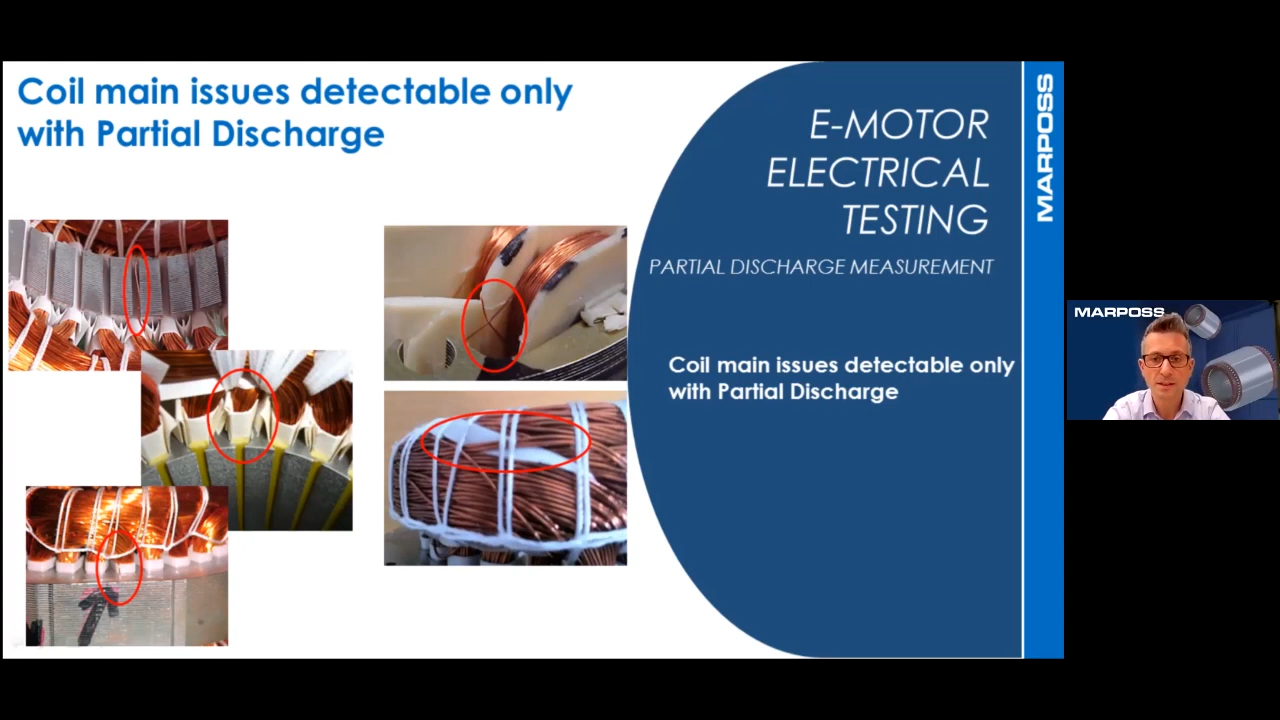 Coil main issues detectable only
with Partial Discharge
E-MOTOR
ELECTRICAL
TESTING
PARTIAL DISCHARGE MEASUREMENT
Coil main issues detectable only
with Partial Discharge
MARPOSS
MARPOSS